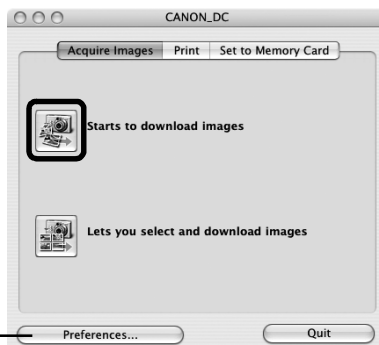 CANON_DC
Acquire Images Print Set to Memory Card
Starts to download images
Lets you select and download images
Preferences... Quit